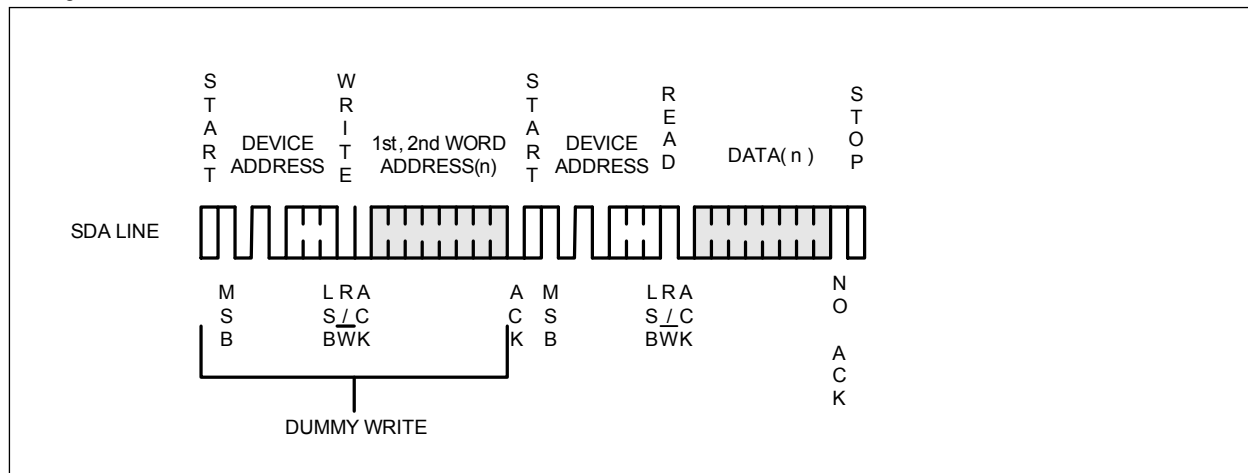 START
DEVICE ADDRESS
WRITE
1st, 2nd WORD ADDRESS(n)
START
DEVICE ADDRESS
READ
DATA( n )
STOP
SDA LINE
MSB
LSB
R/W
ACK
ACK
MSB
LSB
R/W
ACK
NO ACK
DUMMY WRITE